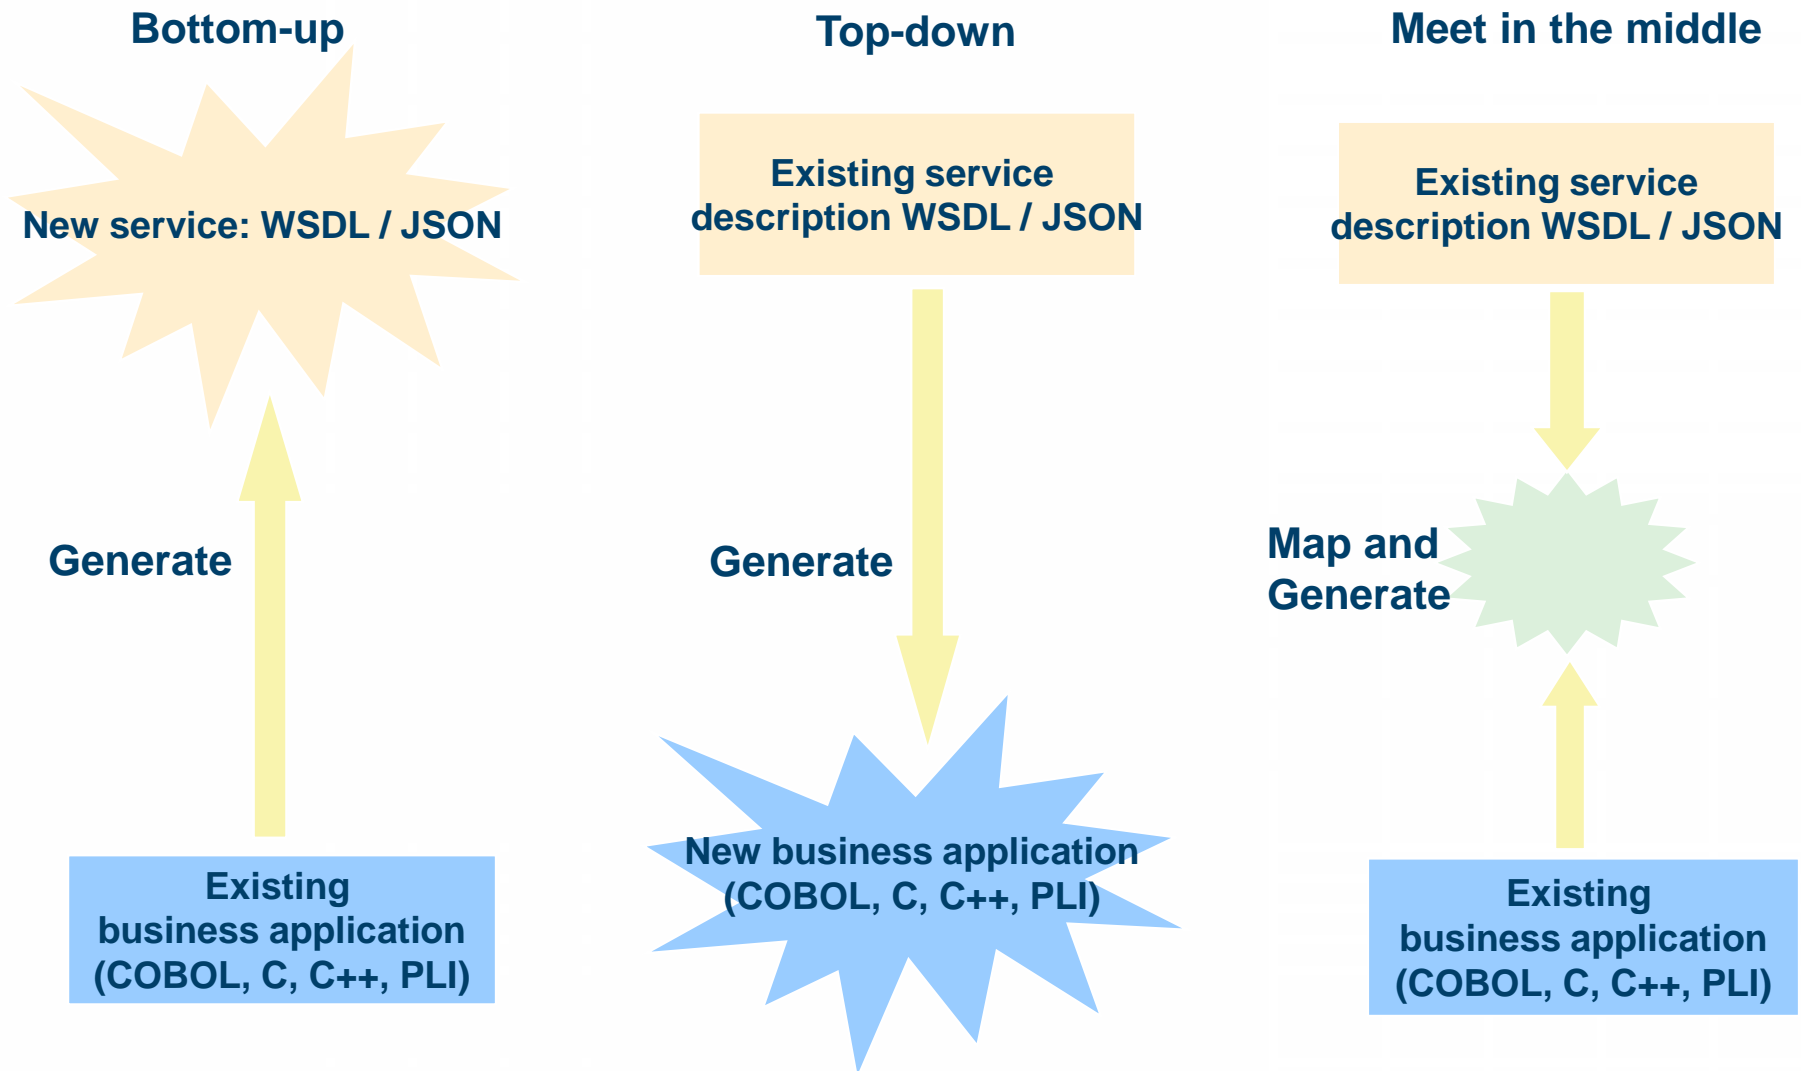 Bottom-up
New service: WSDL / JSON
Generate
Existing
business application
(COBOL, C, C++, PLI)
Top-down
Existing service
description WSDL / JSON
Generate
New business application
(COBOL, C, C++, PLI)
Meet in the middle
Existing service
description WSDL / JSON
Map and
Generate
Existing
business application
(COBOL, C, C++, PLI)